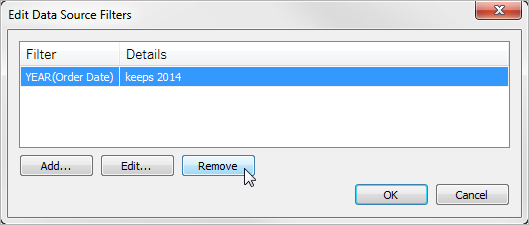 Edit Data Source Filters
Filter Details
YEAR(Order Date) keeps 2014
Add... Edit... Remove
OK Cancel